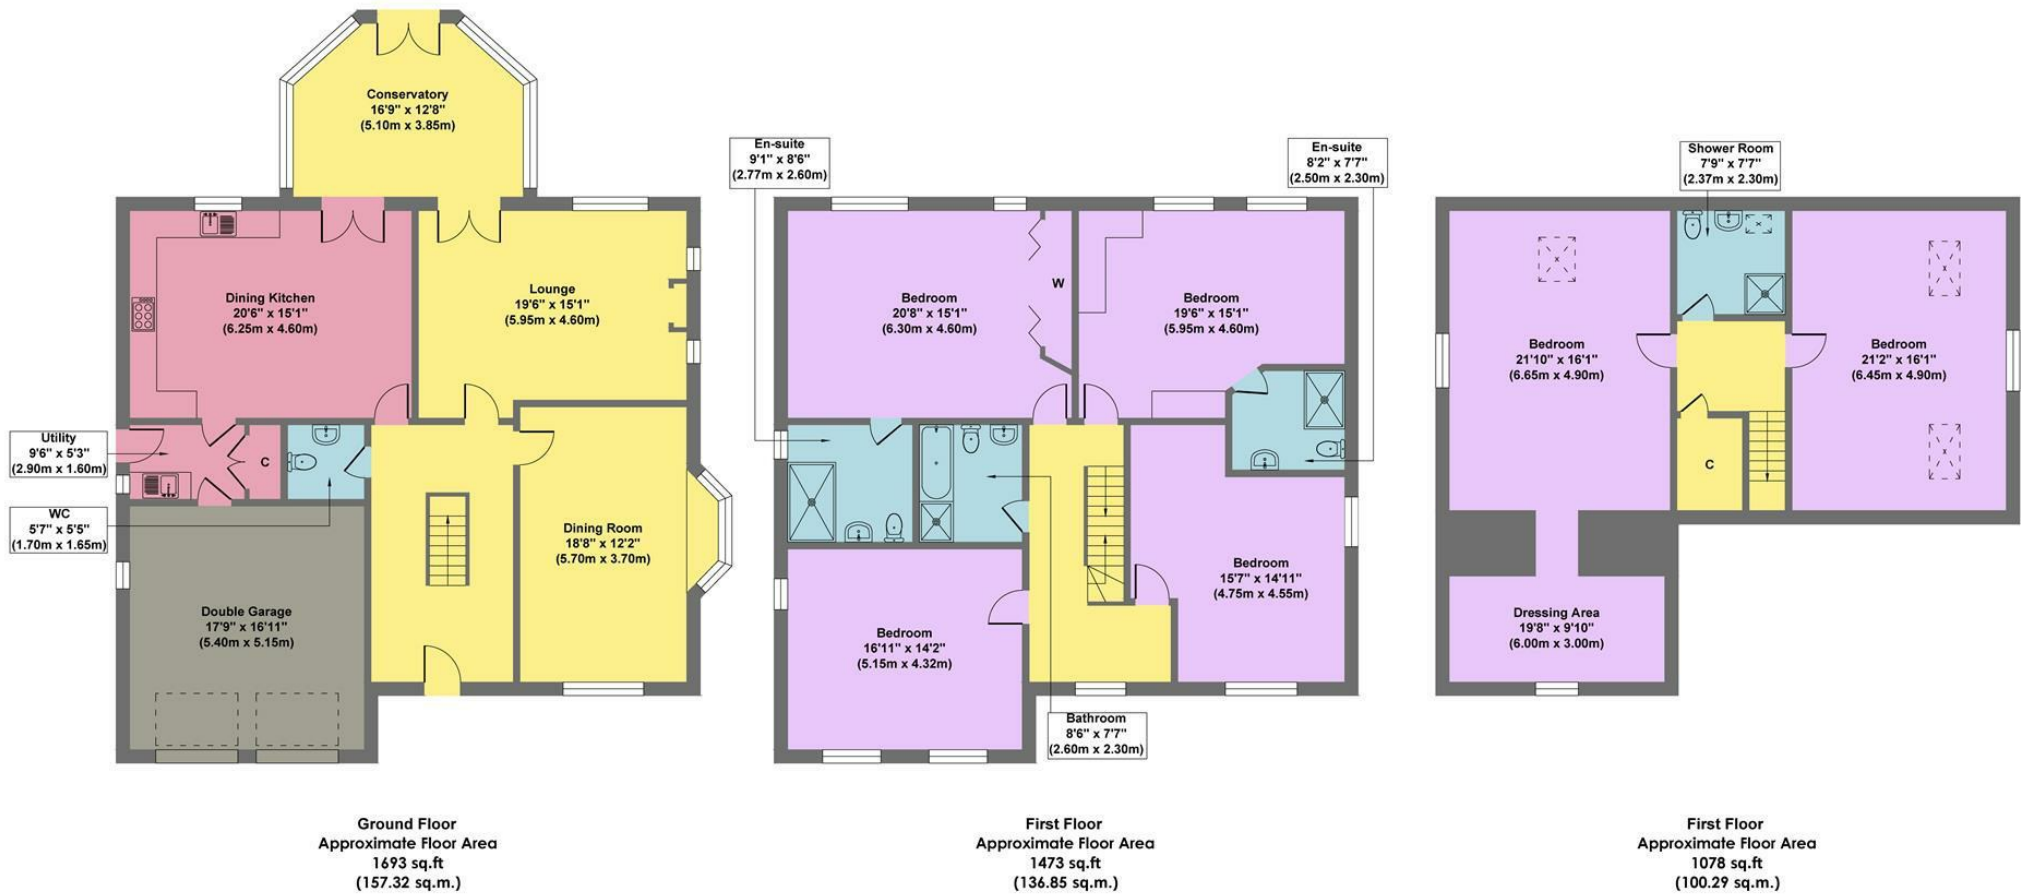 Conservatory
16'9" x 12'8"
(5.10m x 3.85m)
Dining Kitchen
20'6" x 15'1"
(6.25m x 4.60m)
Lounge
19'6" x 15'1"
(5.95m x 4.60m)
Utility
9'6" x 5'3"
(2.90m x 1.60m)
C
WC
5'7" x 5'5"
(1.70m x 1.65m)
Dining Room
18'8" x 12'2"
(5.70m x 3.70m)
Double Garage
17'9" x 16'11"
(5.40m x 5.15m)
Ground Floor
Approximate Floor Area
1693 sq.ft
(157.32 sq.m.)
En-suite
9'1" x 8'6"
(2.77m x 2.60m)
En-suite
8'2" x 7'7"
(2.50m x 2.30m)
W
Bedroom
20'8" x 15'1"
(6.30m x 4.60m)
Bedroom
19'6" x 15'1"
(5.95m x 4.60m)
Bedroom
15'7" x 14'11"
(4.75m x 4.55m)
Bedroom
16'11" x 14'2"
(5.15m x 4.32m)
Bathroom
8'6" x 7'7"
(2.60m x 2.30m)
First Floor
Approximate Floor Area
1473 sq.ft
(136.85 sq.m.)
Shower Room
7'9" x 7'7"
(2.37m x 2.30m)
x
x
x
Bedroom
21'10" x 16'1"
(6.65m x 4.90m)
Bedroom
21'2" x 16'1"
(6.45m x 4.90m)
x
C
Dressing Area
19'8" x 9'10"
(6.00m x 3.00m)
First Floor
Approximate Floor Area
1078 sq.ft
(100.29 sq.m.)